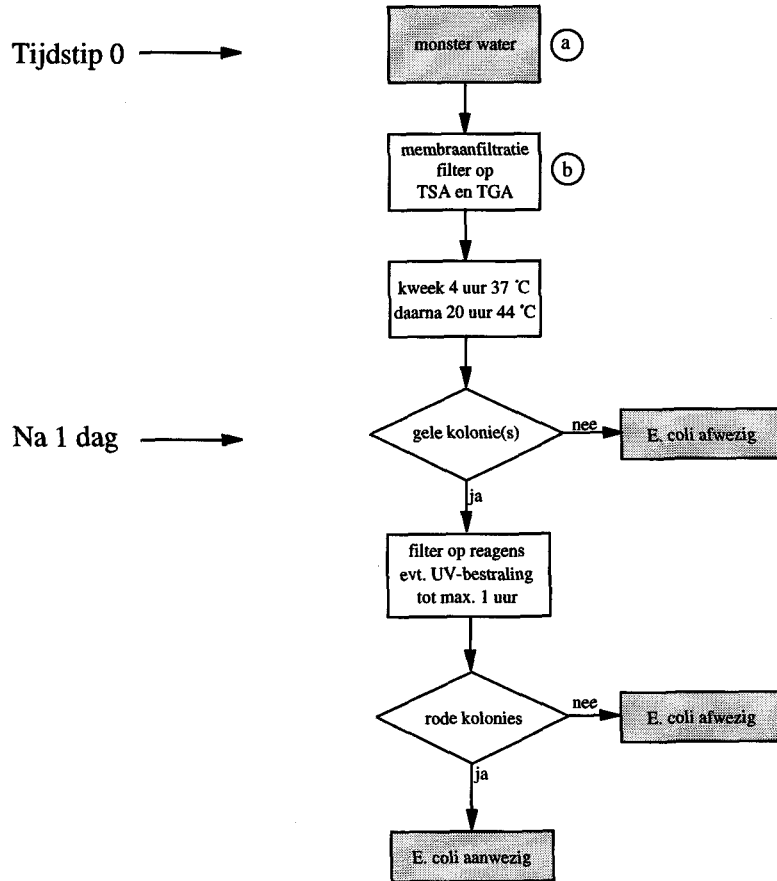 Tijdstip 0
monster water
a
membraanfiltratie
filter op
TSA en TGA
b
kweek 4 uur 37 °C
daarna 20 uur 44 °C
Na 1 dag
gele kolonie(s)
nee
E. coli afwezig
ja
filter op reagens
evt. UV-bestraling
tot max. 1 uur
rode kolonies
nee
E. coli afwezig
ja
E. coli aanwezig